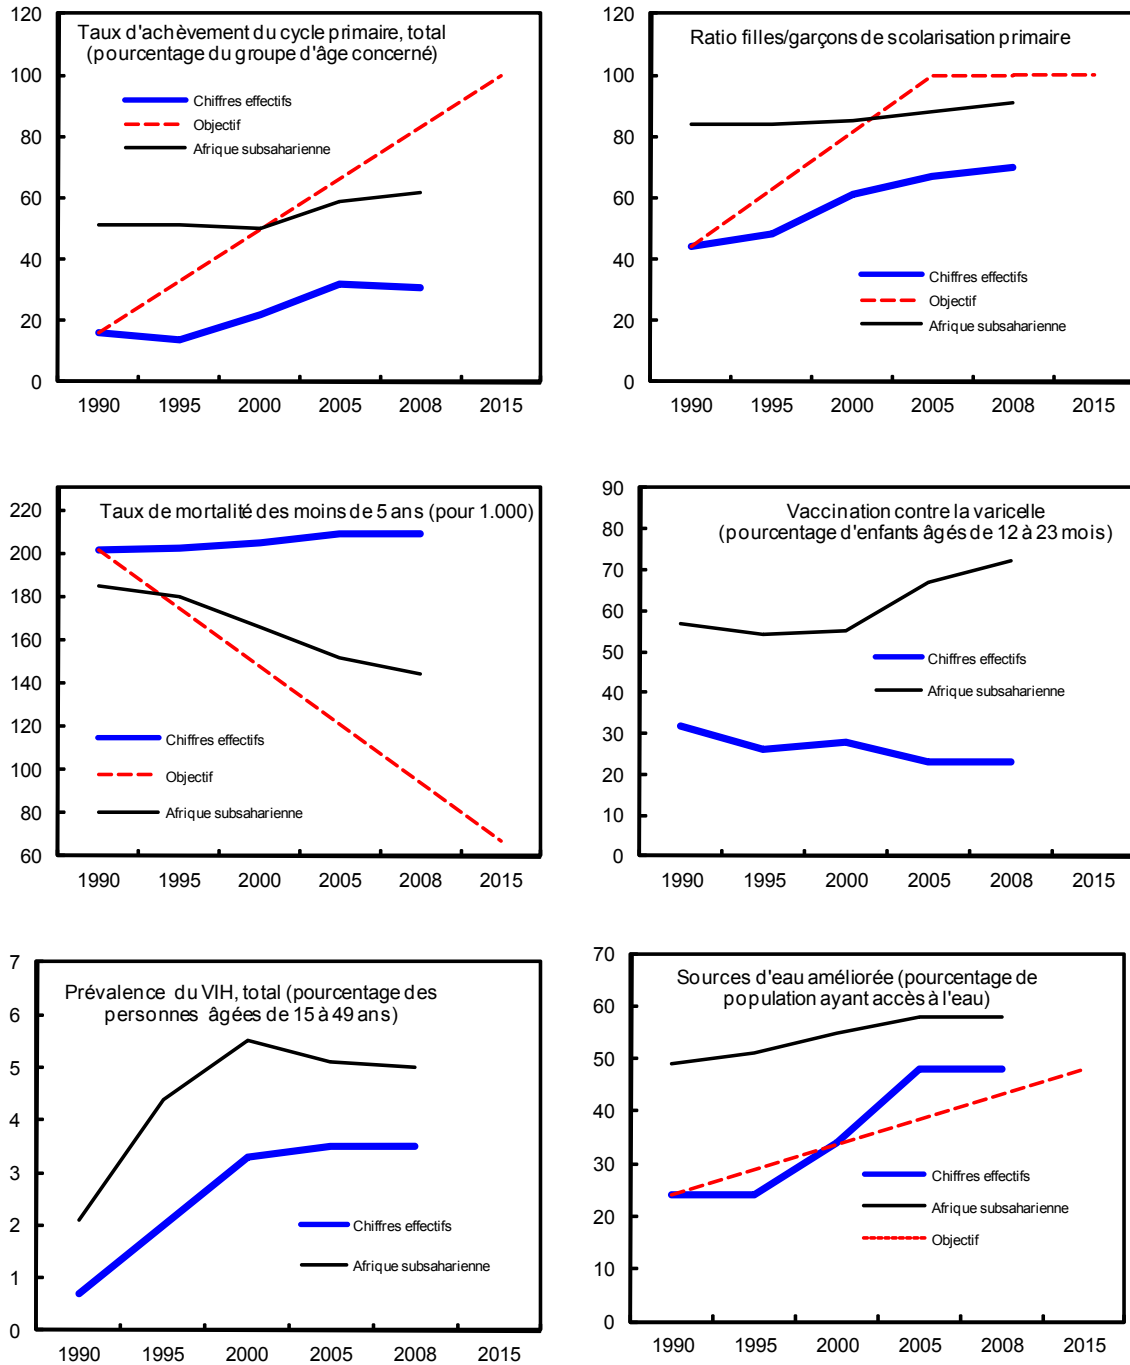 Taux d'achèvement du cycle primaire, total
(pourcentage du groupe d'âge concerné)
120
100
80
60
40
20
0
Chiffres effectifs
Objectif
Afrique subsaharienne
1990 1995 2000 2005 2008 2015
Ratio filles/garçons de scolarisation primaire
120
100
80
60
40
20
0
Chiffres effectifs
Objectif
Afrique subsaharienne
1990 1995 2000 2005 2008 2015
Taux de mortalité des moins de 5 ans (pour 1.000)
220
200
180
160
140
120
100
80
60
Chiffres effectifs
Objectif
Afrique subsaharienne
1990 1995 2000 2005 2008 2015
Vaccination contre la varicelle
(pourcentage d'enfants âgés de 12 à 23 mois)
90
80
70
60
50
40
30
20
10
0
Chiffres effectifs
Afrique subsaharienne
1990 1995 2000 2005 2008 2015
Prévalence du VIH, total (pourcentage des
personnes âgées de 15 à 49 ans)
7
6
5
4
3
2
1
0
Chiffres effectifs
Afrique subsaharienne
1990 1995 2000 2005 2008 2015
Sources d'eau améliorée (pourcentage de
population ayant accès à l'eau)
70
60
50
40
30
20
10
0
Chiffres effectifs
Afrique subsaharienne
Objectif
1990 1995 2000 2005 2008 2015